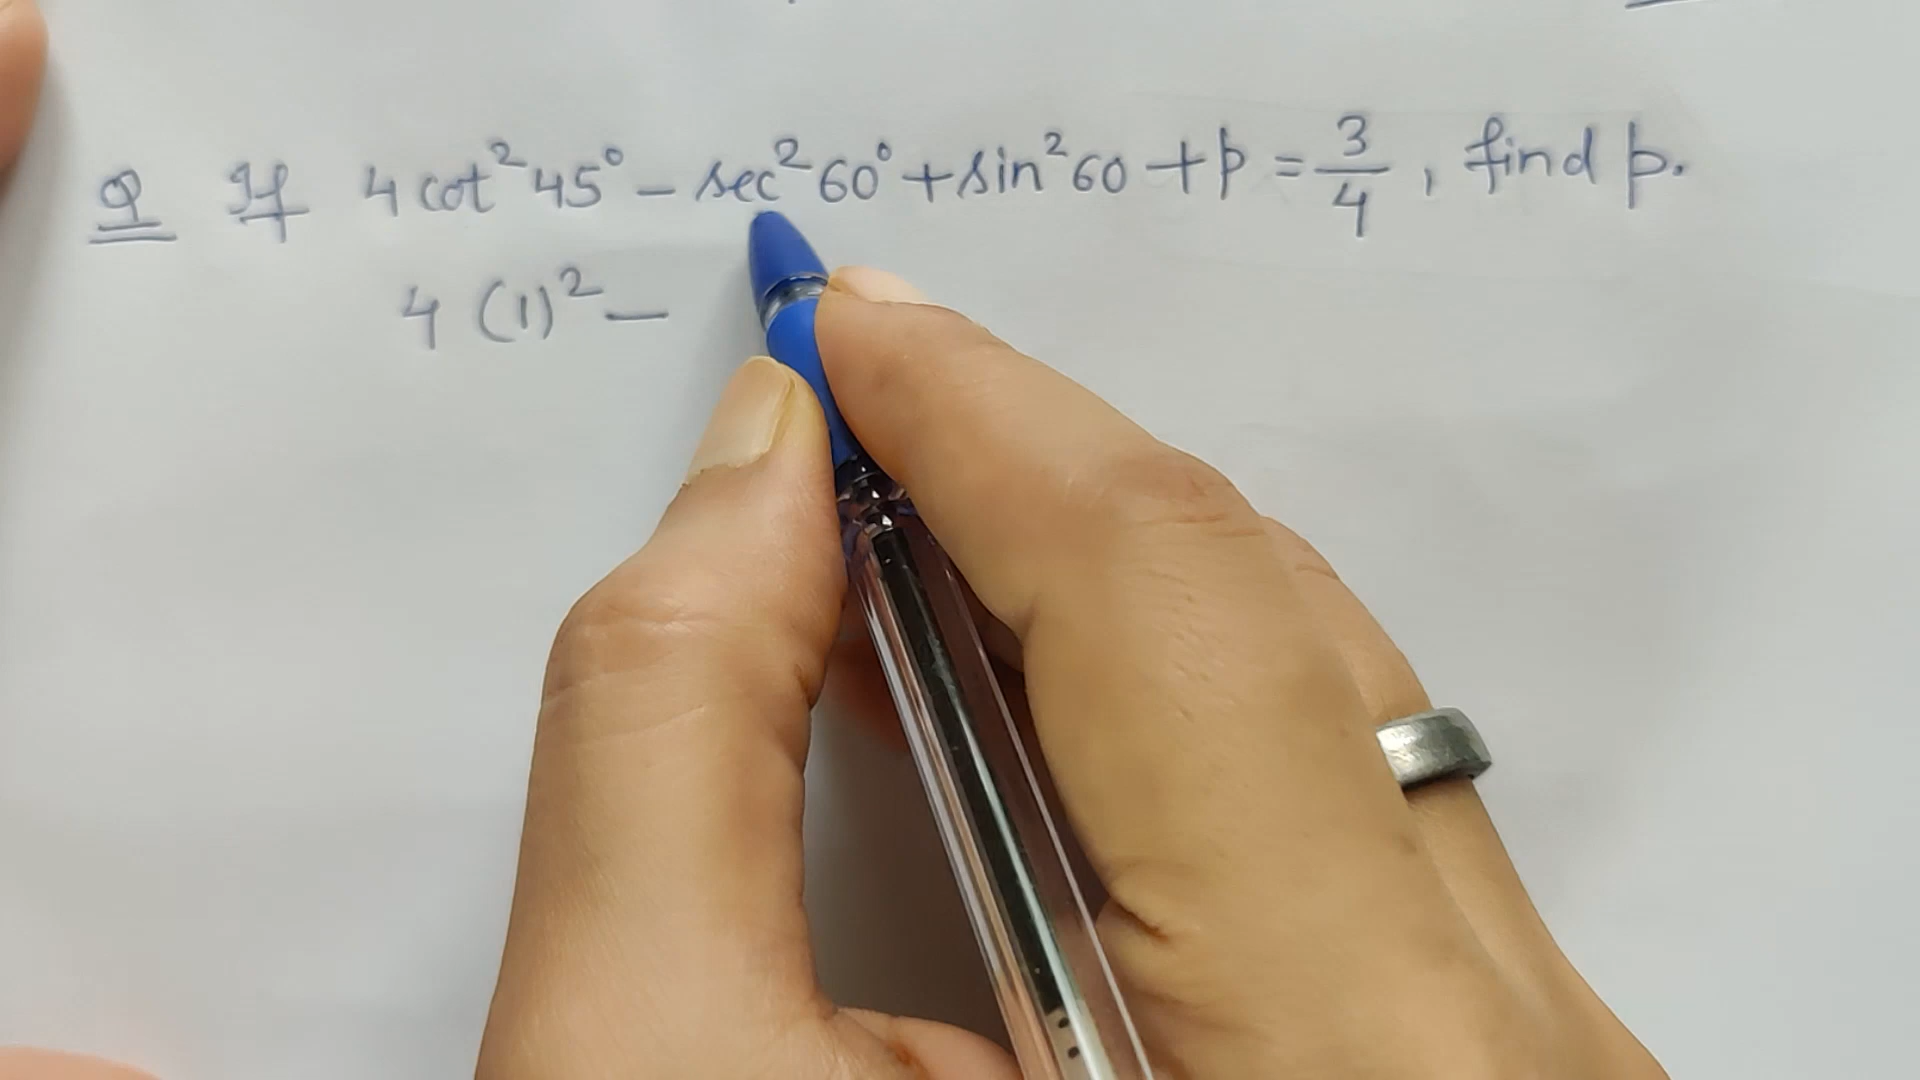 Q If 4 cot²45° - sec²60° + sin²60 + p = 3/4, find p.
4 (1)² -